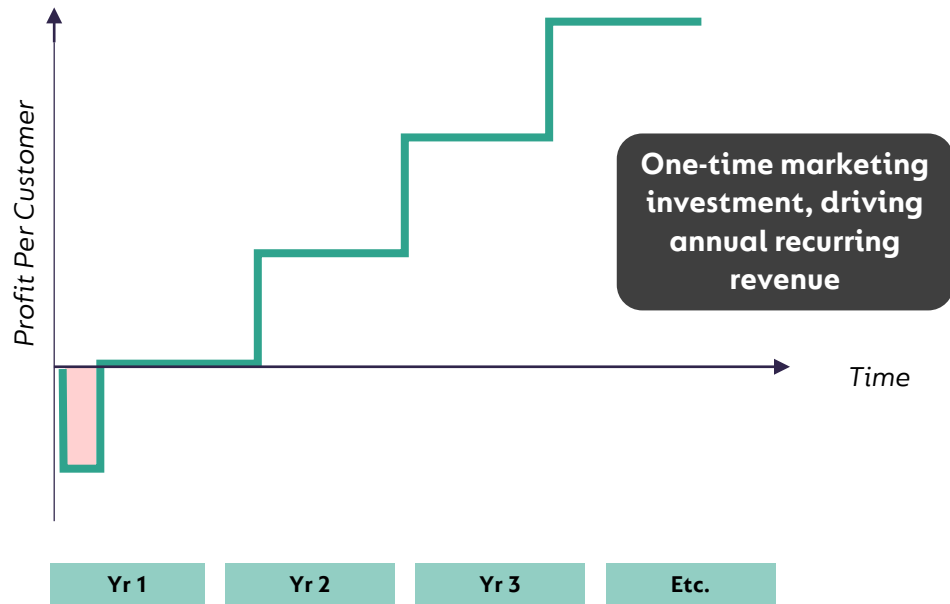 Profit Per Customer
One-time marketing
investment, driving
annual recurring
revenue
Time
Yr 1
Yr 2
Yr 3
Etc.